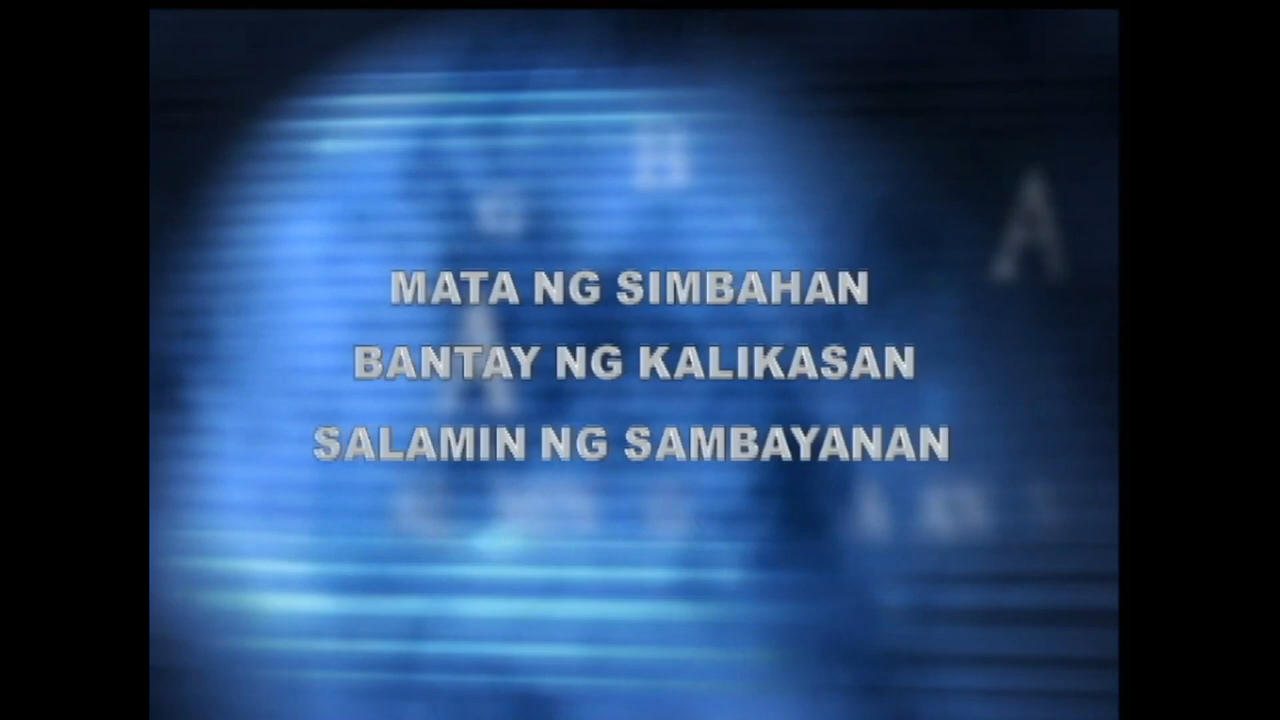 MATA NG SIMBAHAN
BANTAY NG KALIKASAN
SALAMIN NG SAMBAYANAN